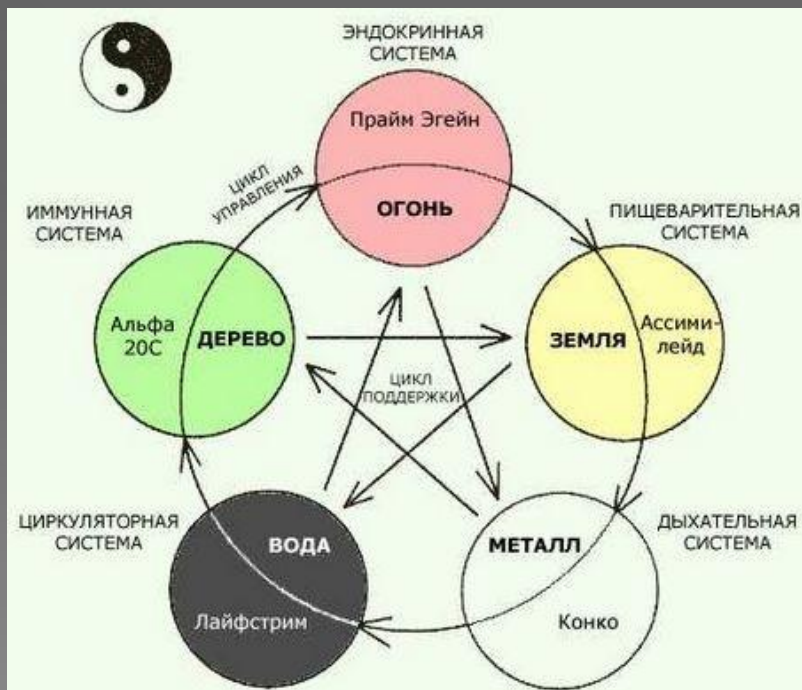 ЭНДОКРИННАЯ
СИСТЕМА
Прайм Эгейн
ОГОНЬ
ЦИКЛ
УПРАВЛЕНИЯ
ИММУННАЯ
СИСТЕМА
ПИЩЕВАРИТЕЛЬНАЯ
СИСТЕМА
Альфа
20С
ДЕРЕВО
ЗЕМЛЯ
Ассими-
лейд
ЦИКЛ
ПОДДЕРЖКИ
ЦИРКУЛЯТОРНАЯ
СИСТЕМА
ВОДА
Лайфстрим
МЕТАЛЛ
Конко
ДЫХАТЕЛЬНАЯ
СИСТЕМА